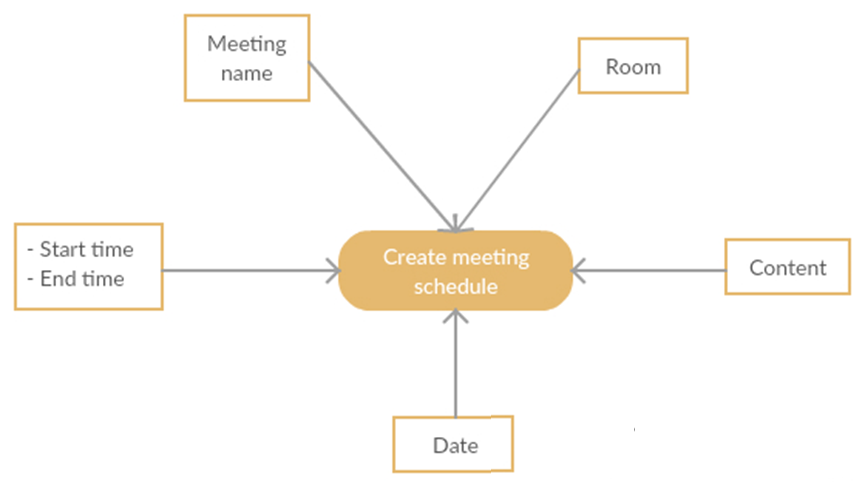 Meeting
name
Room
- Start time
- End time
Create meeting
schedule
Content
Date